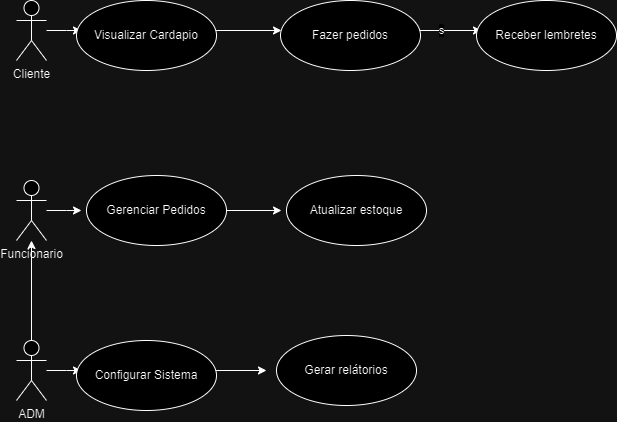 Visualizar Cardapio
Fazer pedidos
s
Receber lembretes
Cliente
Gerenciar Pedidos
Atualizar estoque
Funcionario
Configurar Sistema
Gerar relátorios
ADM